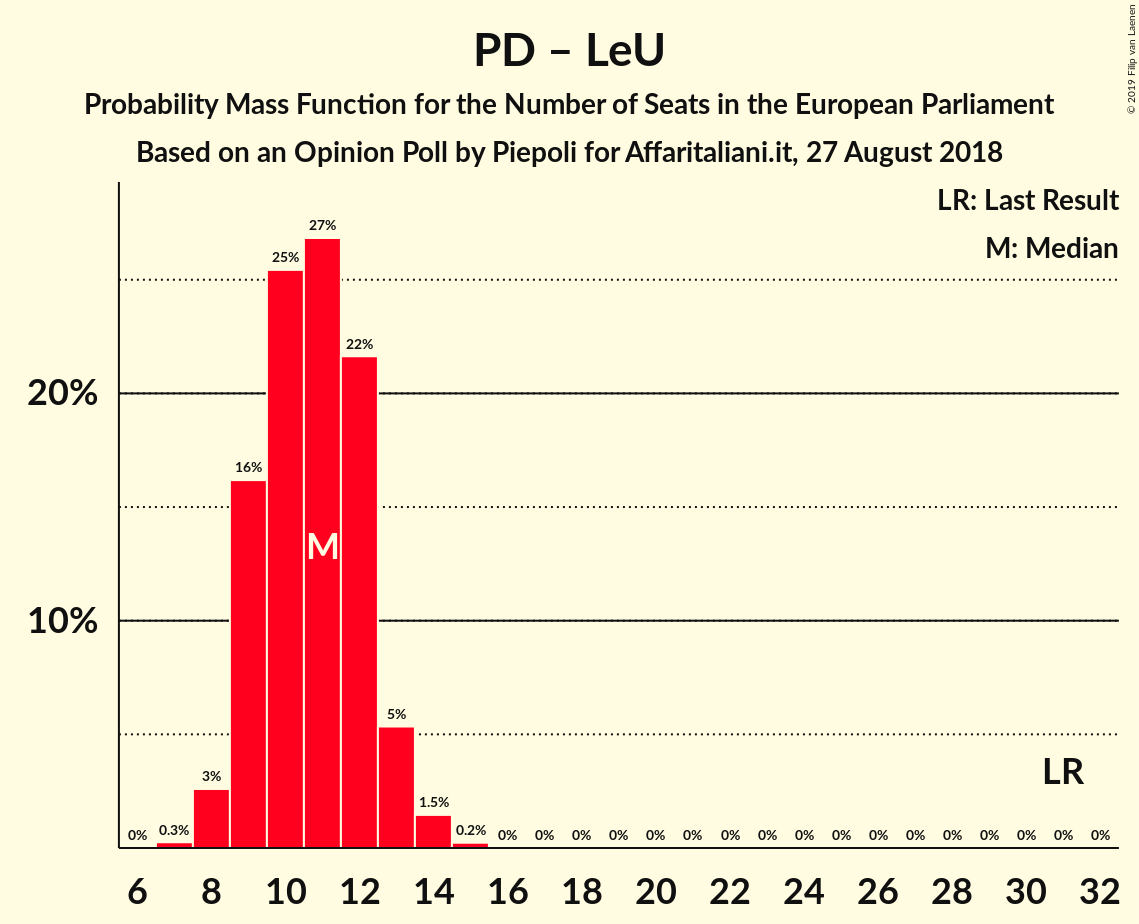 PD – LeU
Probability Mass Function for the Number of Seats in the European Parliament
Based on an Opinion Poll by Piepoli for Affaritaliani.it, 27 August 2018
© 2019 Filip van Laenen
LR: Last Result
M: Median
20%
10%
0% 0.3% 3% 16% 25% 27% 22% 5% 1.5% 0.2% 0% 0% 0% 0% 0% 0% 0% 0% 0% 0% 0% 0% 0% 0% 0% 0% 0%
M
LR
6 8 10 12 14 16 18 20 22 24 26 28 30 32